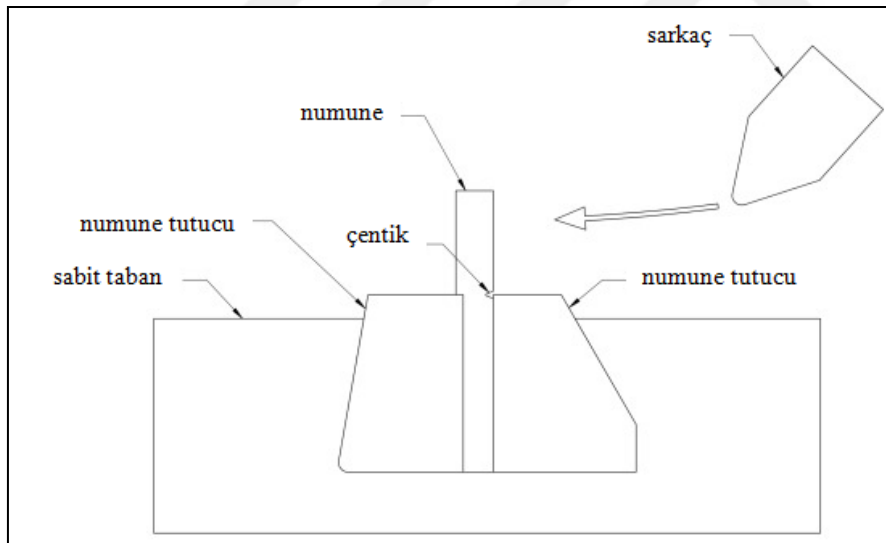 sarkaç
numune
numune tutucu
çentik
sabit taban
numune tutucu